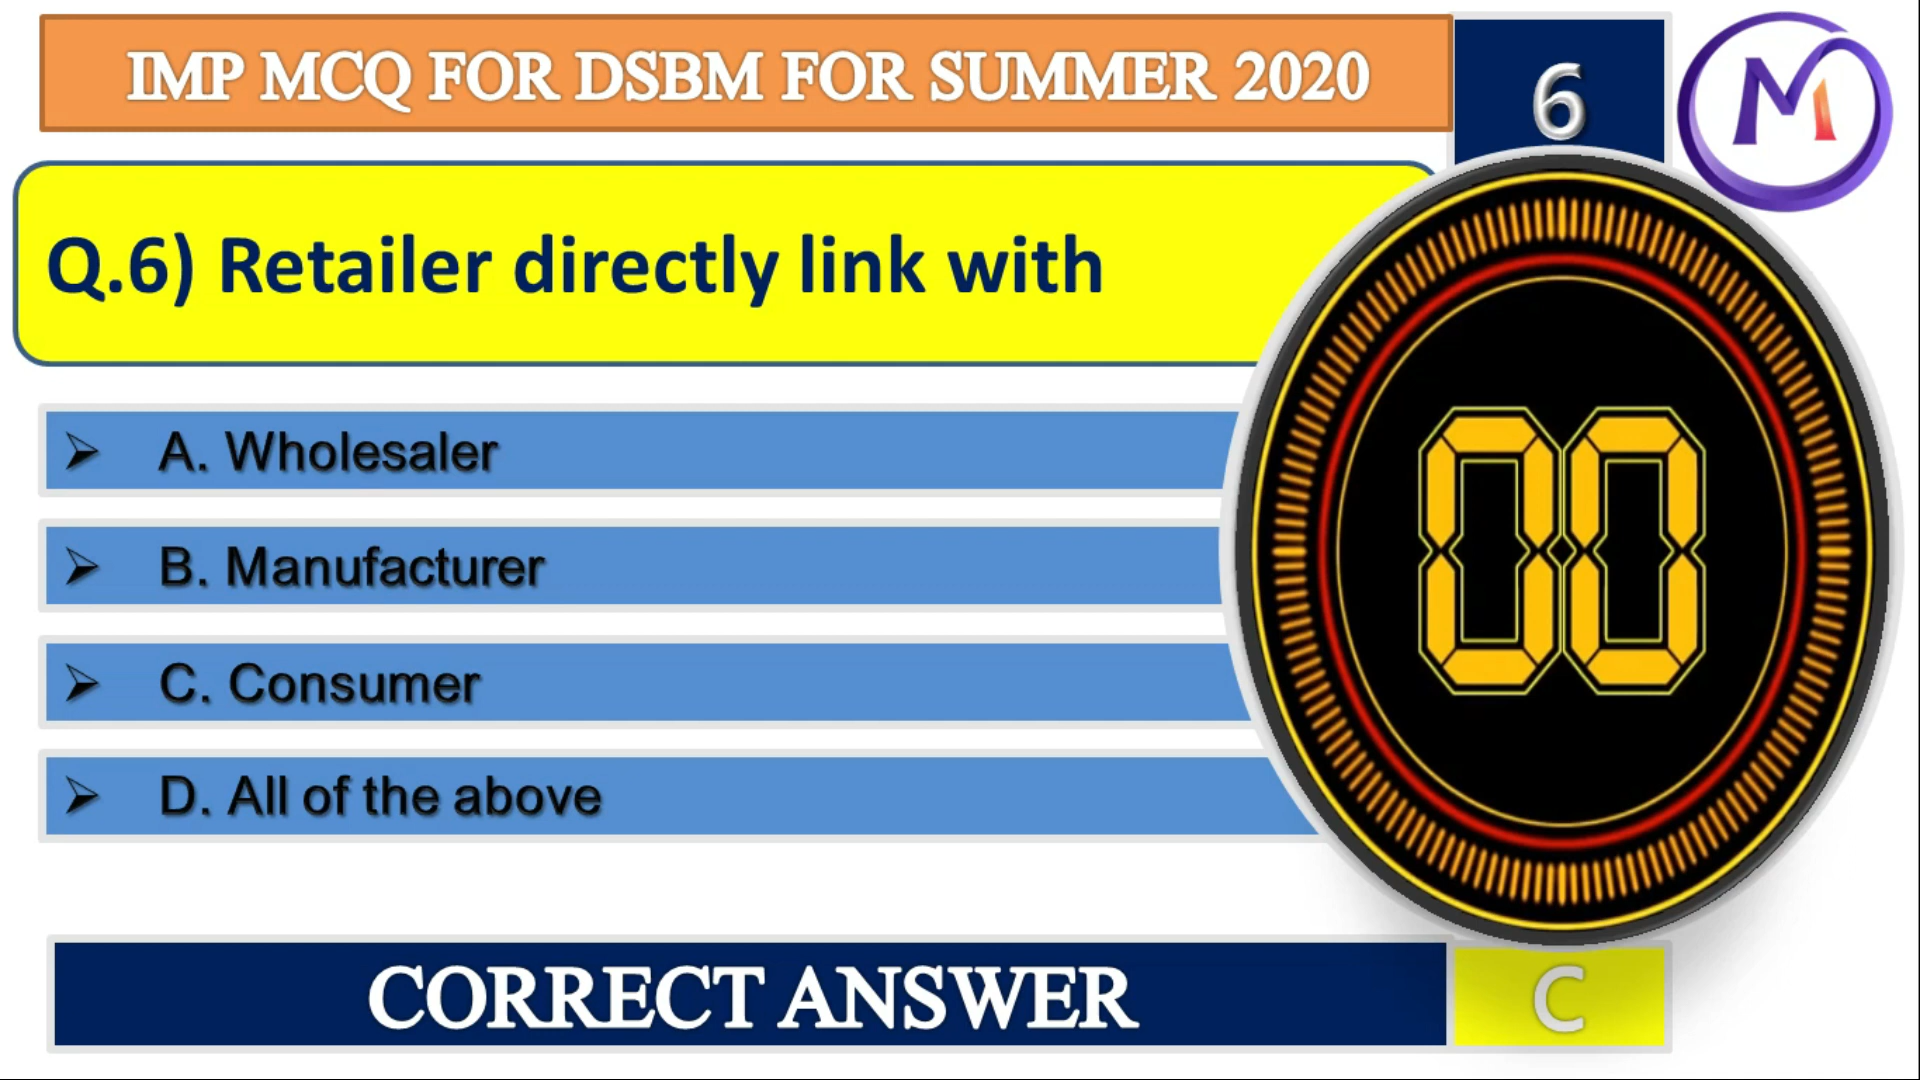 IMP MCQ FOR DSBM FOR SUMMER 2020
6
M
Q.6) Retailer directly link with
A. Wholesaler
B. Manufacturer
C. Consumer
D. All of the above
00
CORRECT ANSWER
C